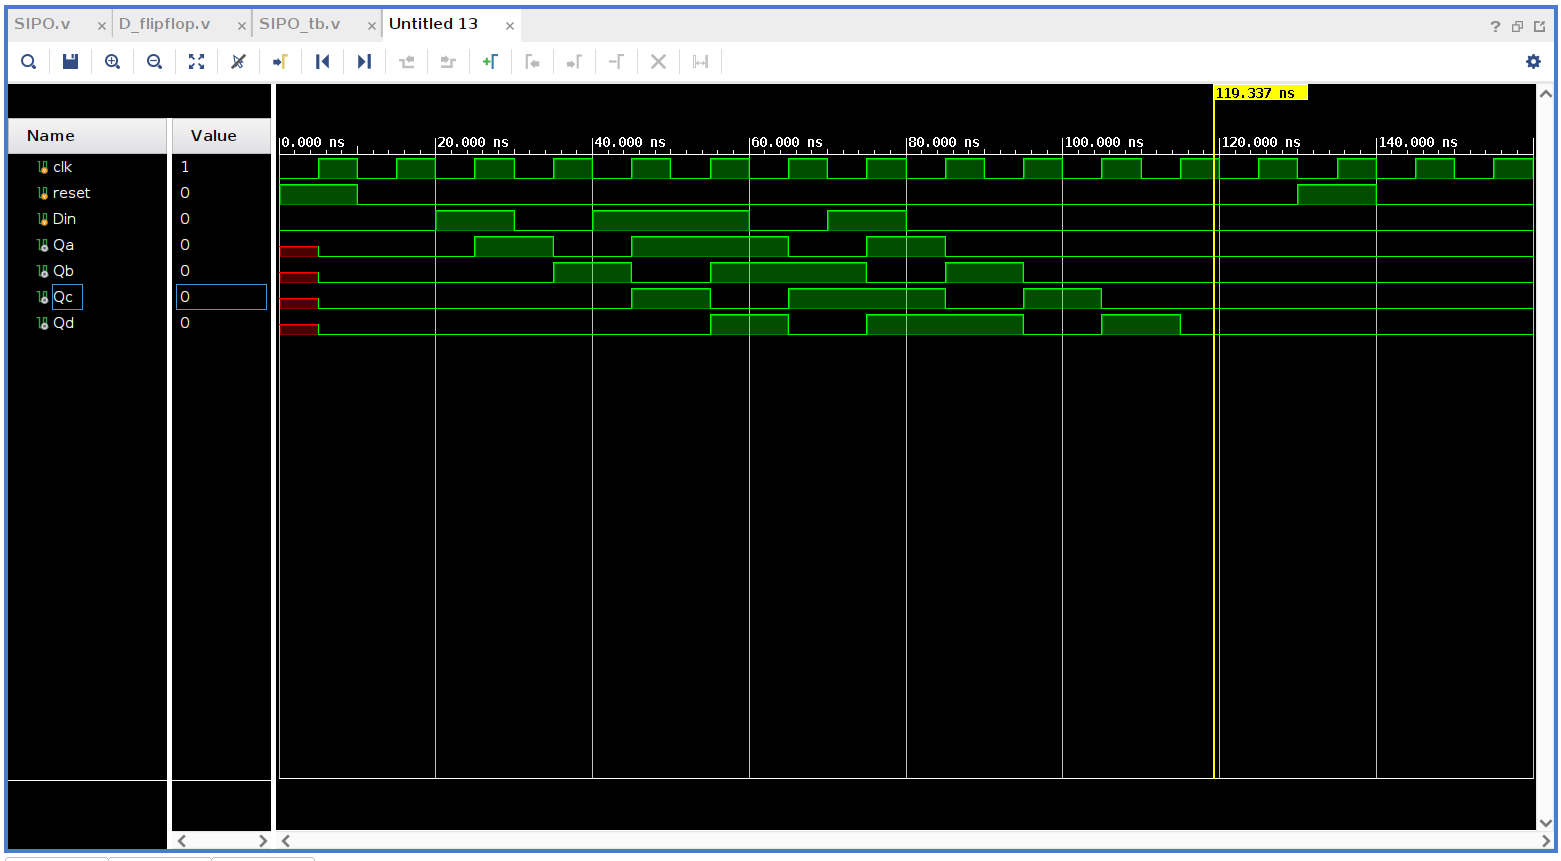 SIPO.v × D_flipflop.v × SIPO_tb.v × Untitled 13 ×
119.337 ns
Name Value
0.000 ns 20.000 ns 40.000 ns 60.000 ns 80.000 ns 100.000 ns 120.000 ns 140.000 ns
clk 1
reset 0
Din 0
Qa 0
Qb 0
Qc 0
Qd 0